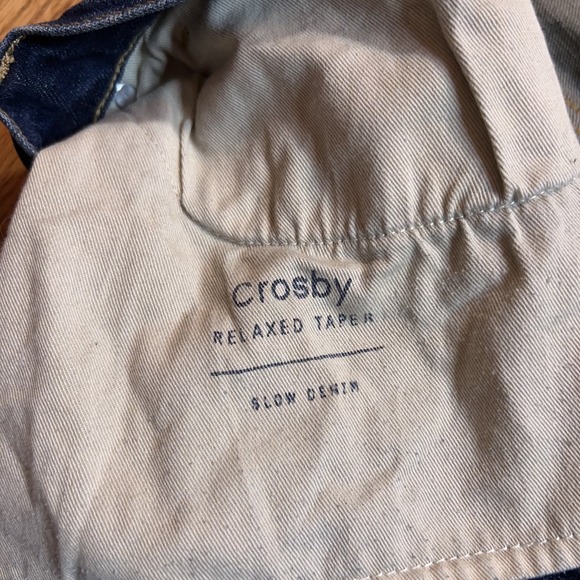 Crosby
RELAXED TAPER
SLOW DENIM